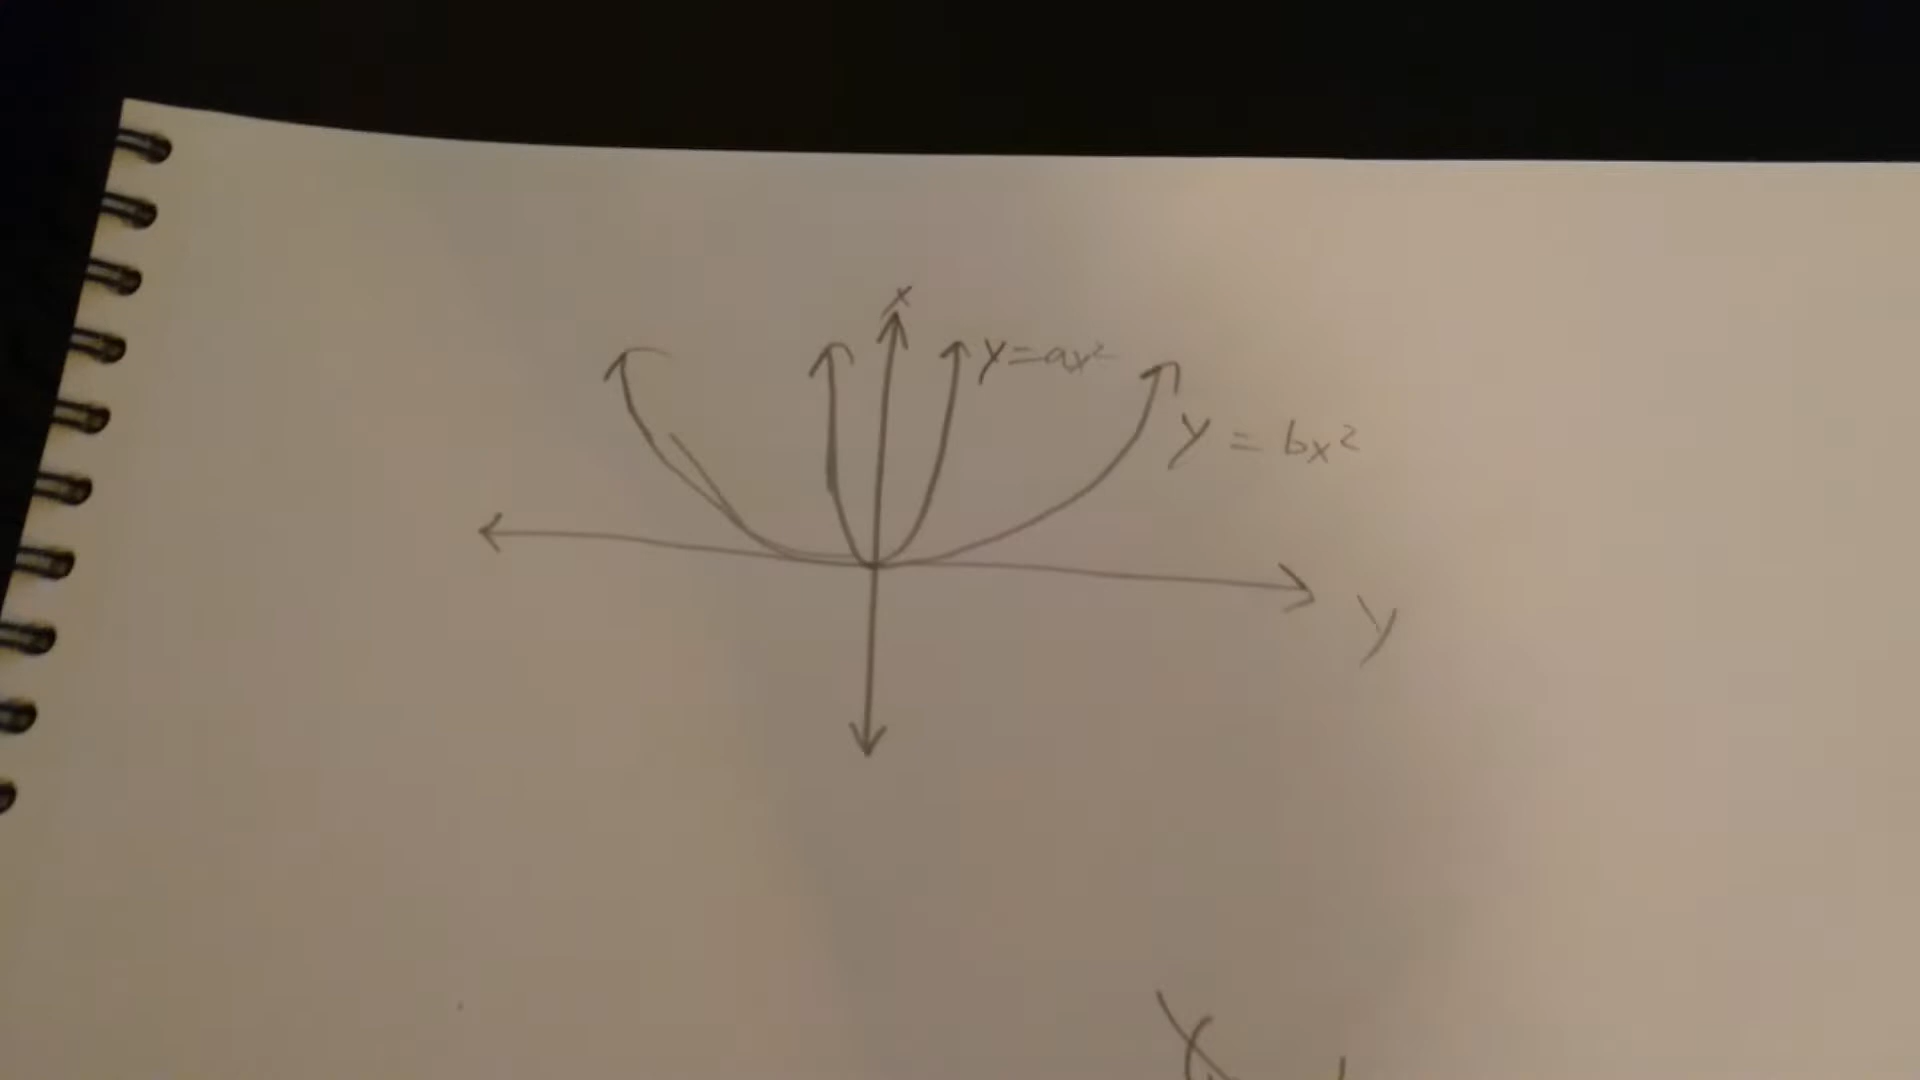 x
y=ax²
y = bx²
y